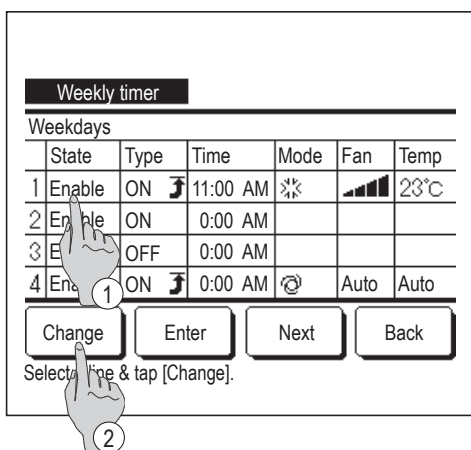 Weekly timer
Weekdays
State Type Time Mode Fan Temp
1 Enable ON 11:00 AM 23°C
2 Enable ON 0:00 AM
3 OFF 0:00 AM
4 ON 0:00 AM Auto Auto
1
Change Enter Next Back
Select line & tap [Change].
2